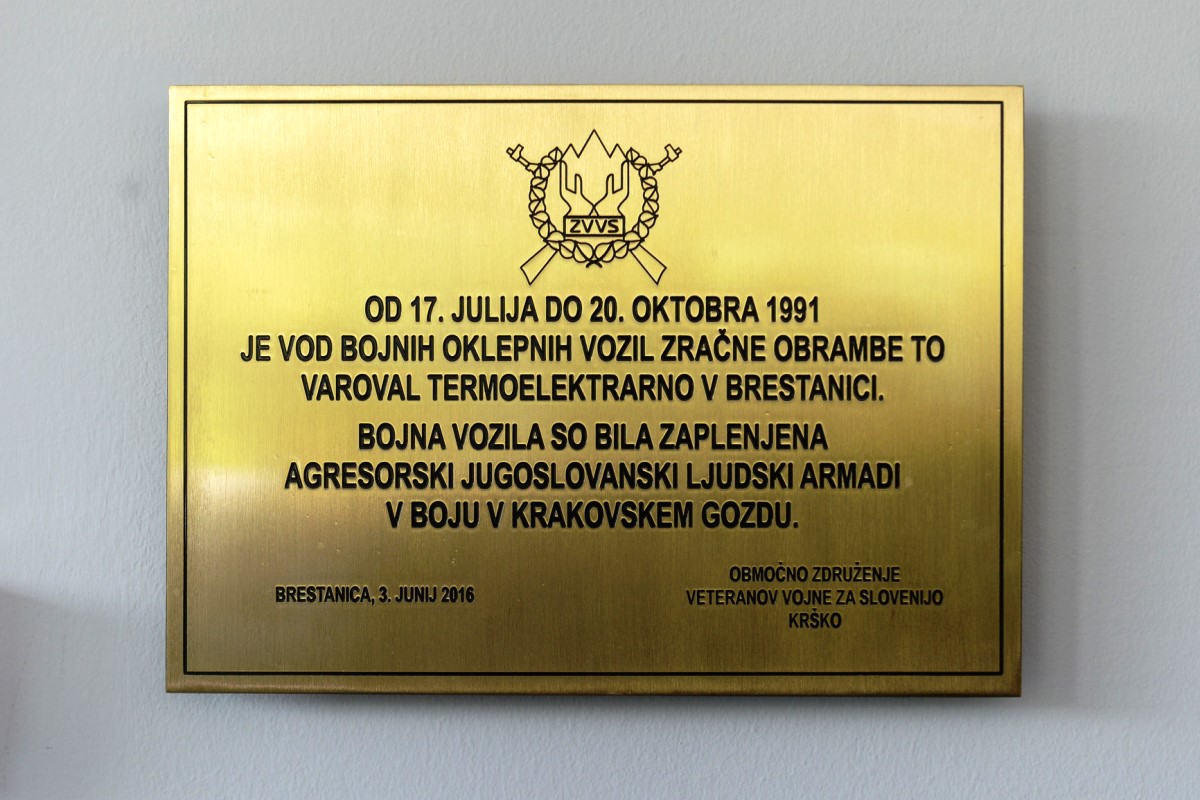 ZVVS
OD 17. JULIJA DO 20. OKTOBRA 1991
JE VOD BOJNIH OKLEPNIH VOZIL ZRAČNE OBRAMBE TO
VAROVAL TERMOELEKTRARNO V BRESTANICI.
BOJNA VOZILA SO BILA ZAPLENJENA
AGRESORSKI JUGOSLOVANSKI LJUDSKI ARMADI
V BOJU V KRAKOVSKEM GOZDU.
BRESTANICA, 3. JUNIJ 2016
OBMOČNO ZDRUŽENJE
VETERANOV VOJNE ZA SLOVENIJO
KRŠKO